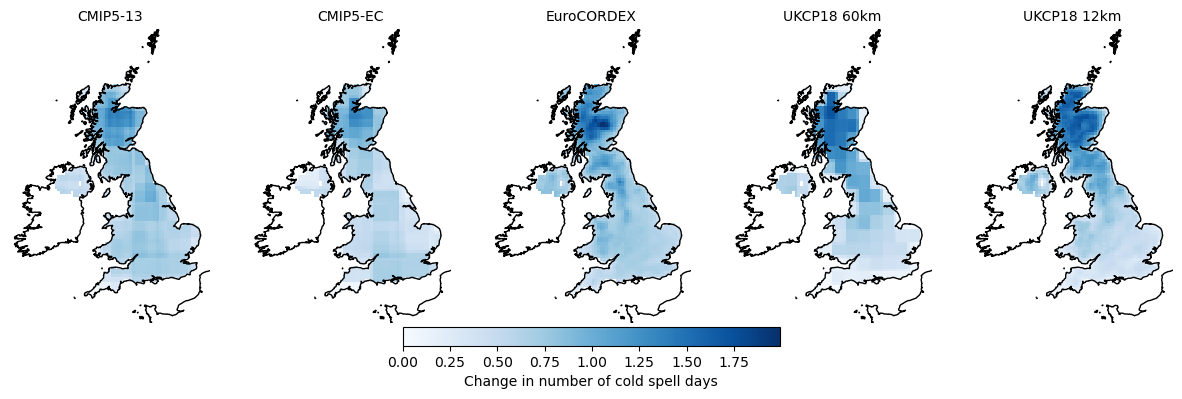 CMIP5-13 CMIP5-EC EuroCORDEX UKCP18 60km UKCP18 12km
0.00 0.25 0.50 0.75 1.00 1.25 1.50 1.75
Change in number of cold spell days